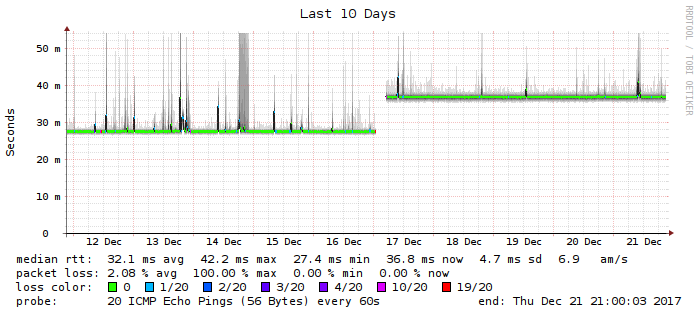 Last 10 Days
RRDTOOL / TOBI OETIKER
Seconds
50 m
40 m
30 m
20 m
10 m
0
12 Dec 13 Dec 14 Dec 15 Dec 16 Dec 17 Dec 18 Dec 19 Dec 20 Dec 21 Dec
median rtt: 32.1 ms avg 42.2 ms max 27.4 ms min 36.8 ms now 4.7 ms sd 6.9 am/s
packet loss: 2.08 % avg 100.00 % max 0.00 % min 0.00 % now
loss color: 0 1/20 2/20 3/20 4/20 10/20 19/20
probe: 20 ICMP Echo Pings (56 Bytes) every 60s end: Thu Dec 21 21:00:03 2017